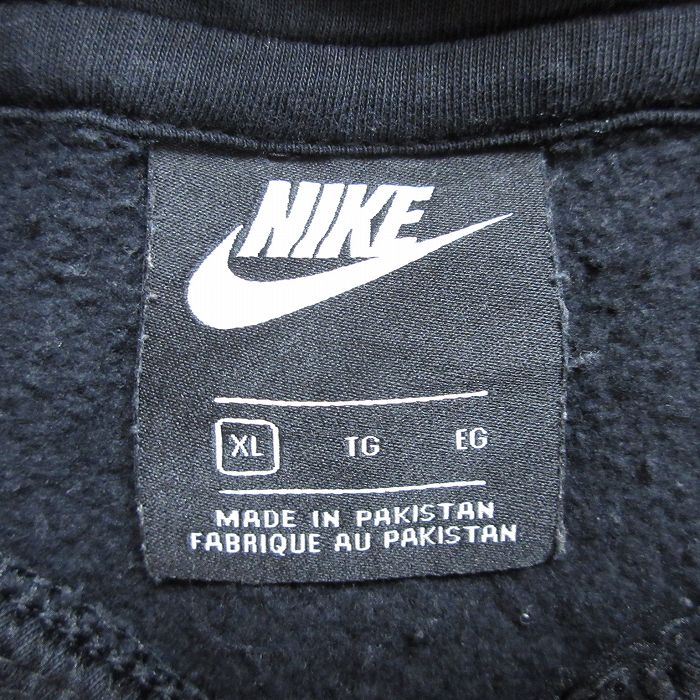 NIKE
XL TG EG
MADE IN PAKISTAN
FABRIQUE AU PAKISTAN